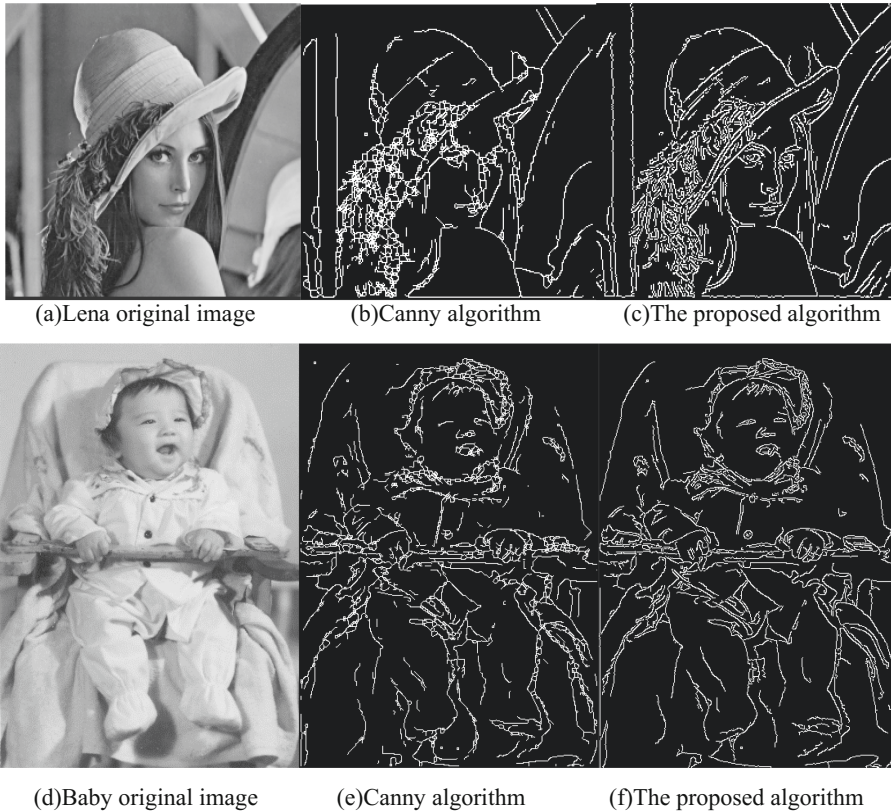 (a)Lena original image (b)Canny algorithm (c)The proposed algorithm
(d)Baby original image (e)Canny algorithm (f)The proposed algorithm